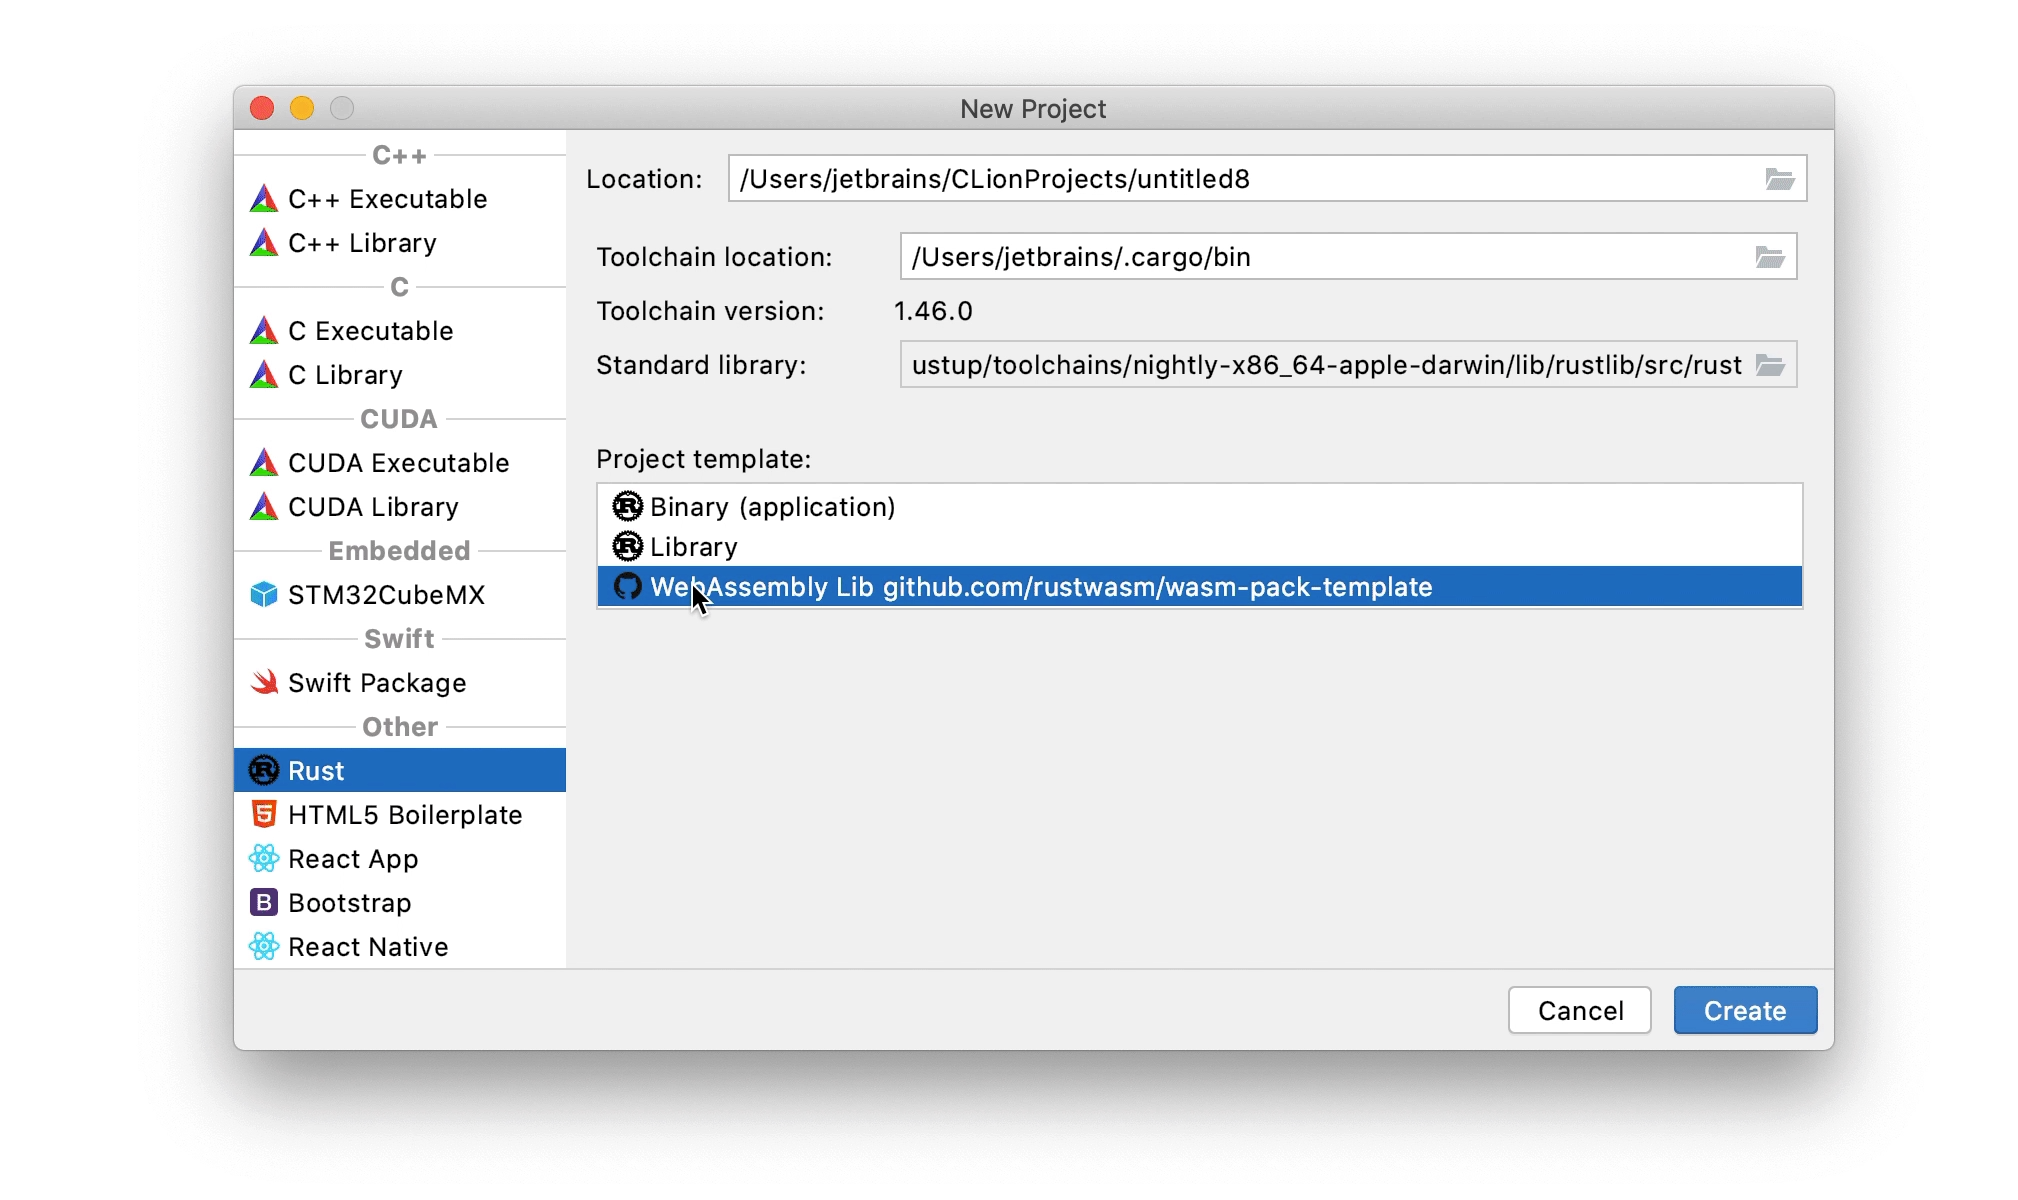 New Project
C++
C++ Executable
C++ Library
C
C Executable
C Library
CUDA
CUDA Executable
CUDA Library
Embedded
STM32CubeMX
Swift
Swift Package
Other
Rust
HTML5 Boilerplate
React App
Bootstrap
React Native
Location: /Users/jetbrains/CLionProjects/untitled8
Toolchain location: /Users/jetbrains/.cargo/bin
Toolchain version: 1.46.0
Standard library: ustup/toolchains/nightly-x86_64-apple-darwin/lib/rustlib/src/rust
Project template:
Binary (application)
Library
WebAssembly Lib github.com/rustwasm/wasm-pack-template
Cancel Create